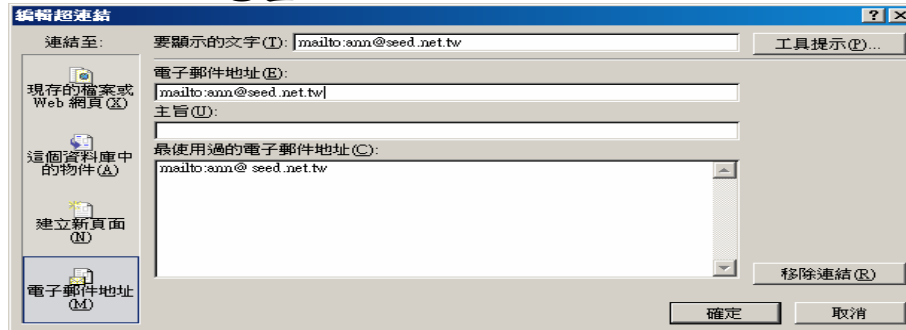 編輯超連結
連結至:
要顯示的文字(T): mailto:ann@seed.net.tw
工具提示(P)...
現存的檔案或
Web 網頁(X)
這個資料庫中
的物件(A)
建立新頁面
(N)
電子郵件地址
(M)
電子郵件地址(E):
mailto:ann@seed.net.tw
主旨(U):
最使用過的電子郵件地址(C):
mailto:ann@ seed.net.tw
移除連結(R)
確定
取消